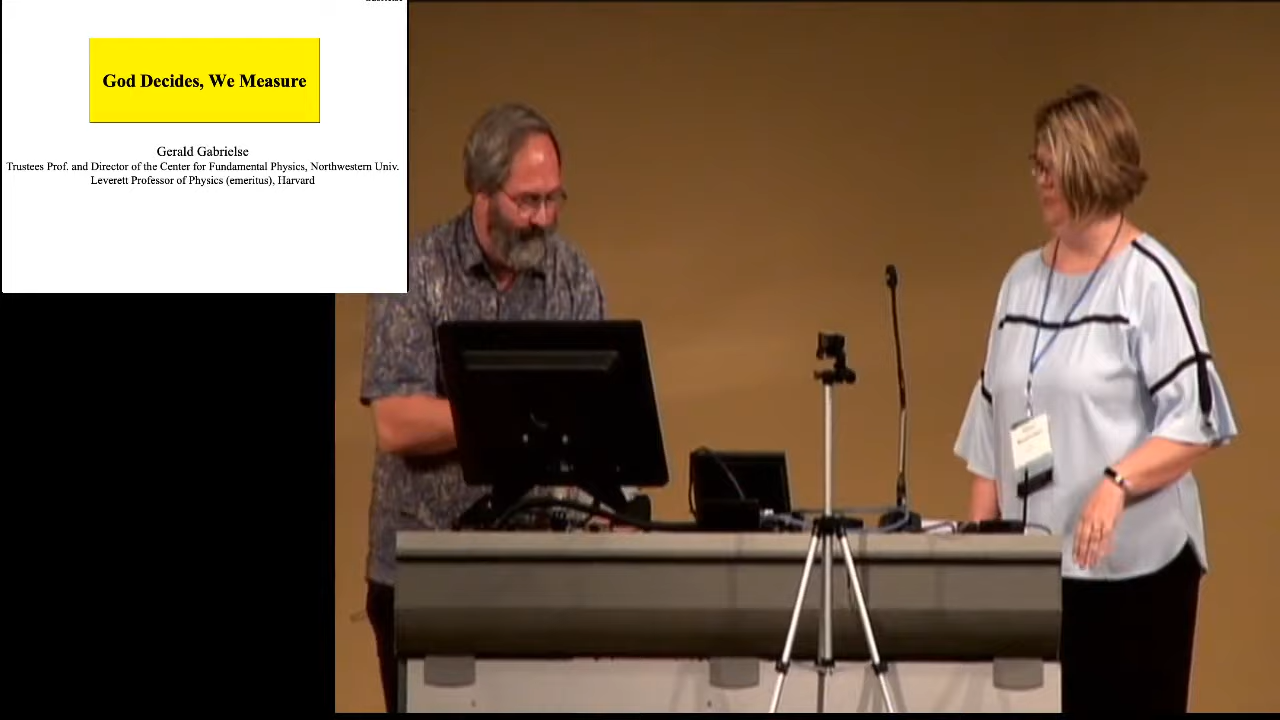 God Decides, We Measure
Gerald Gabrielse
Trustees Prof. and Director of the Center for Fundamental Physics, Northwestern Univ.
Leverett Professor of Physics (emeritus), Harvard